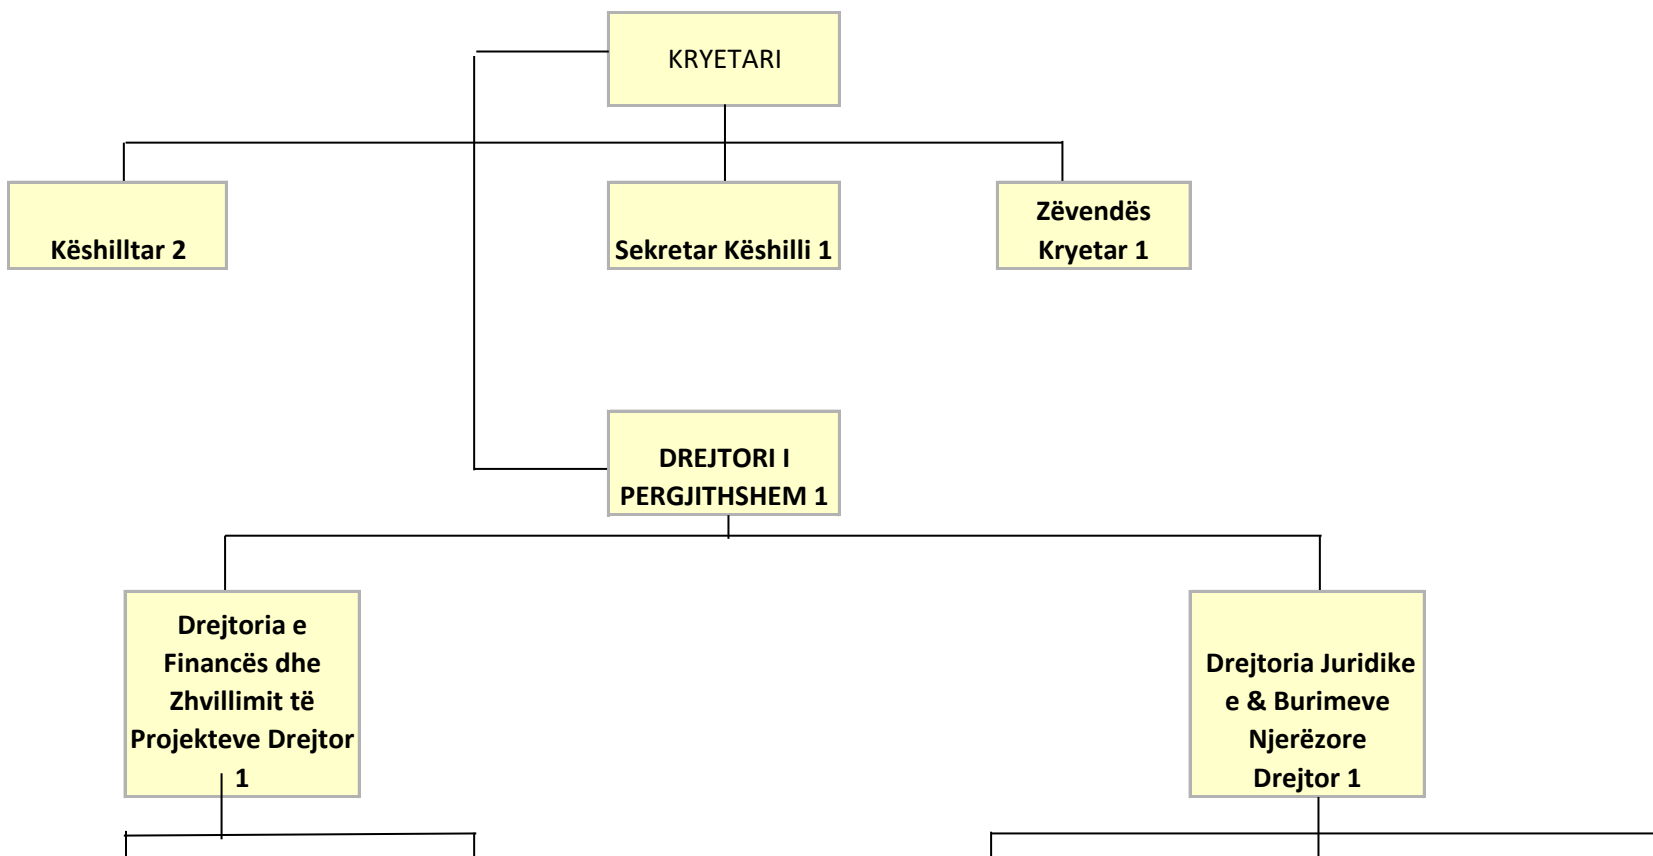 KRYETARI
Këshilltar 2
Sekretar Këshilli 1
Zëvendës
Kryetar 1
DREJTORI I
PERGJITHSHEM 1
Drejtoria e
Financës dhe
Zhvillimit të
Projekteve Drejtor
1
Drejtoria Juridike
e & Burimeve
Njerëzore
Drejtor 1